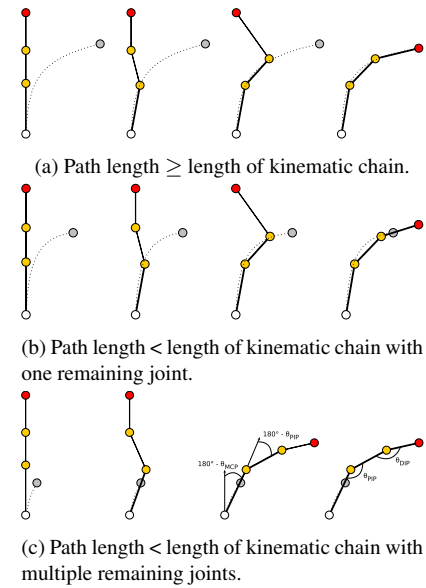 (a) Path length ≥ length of kinematic chain.
(b) Path length < length of kinematic chain with
one remaining joint.
180° - θPIP
180° - θMCP
θDIP
θPIP
(c) Path length < length of kinematic chain with
multiple remaining joints.